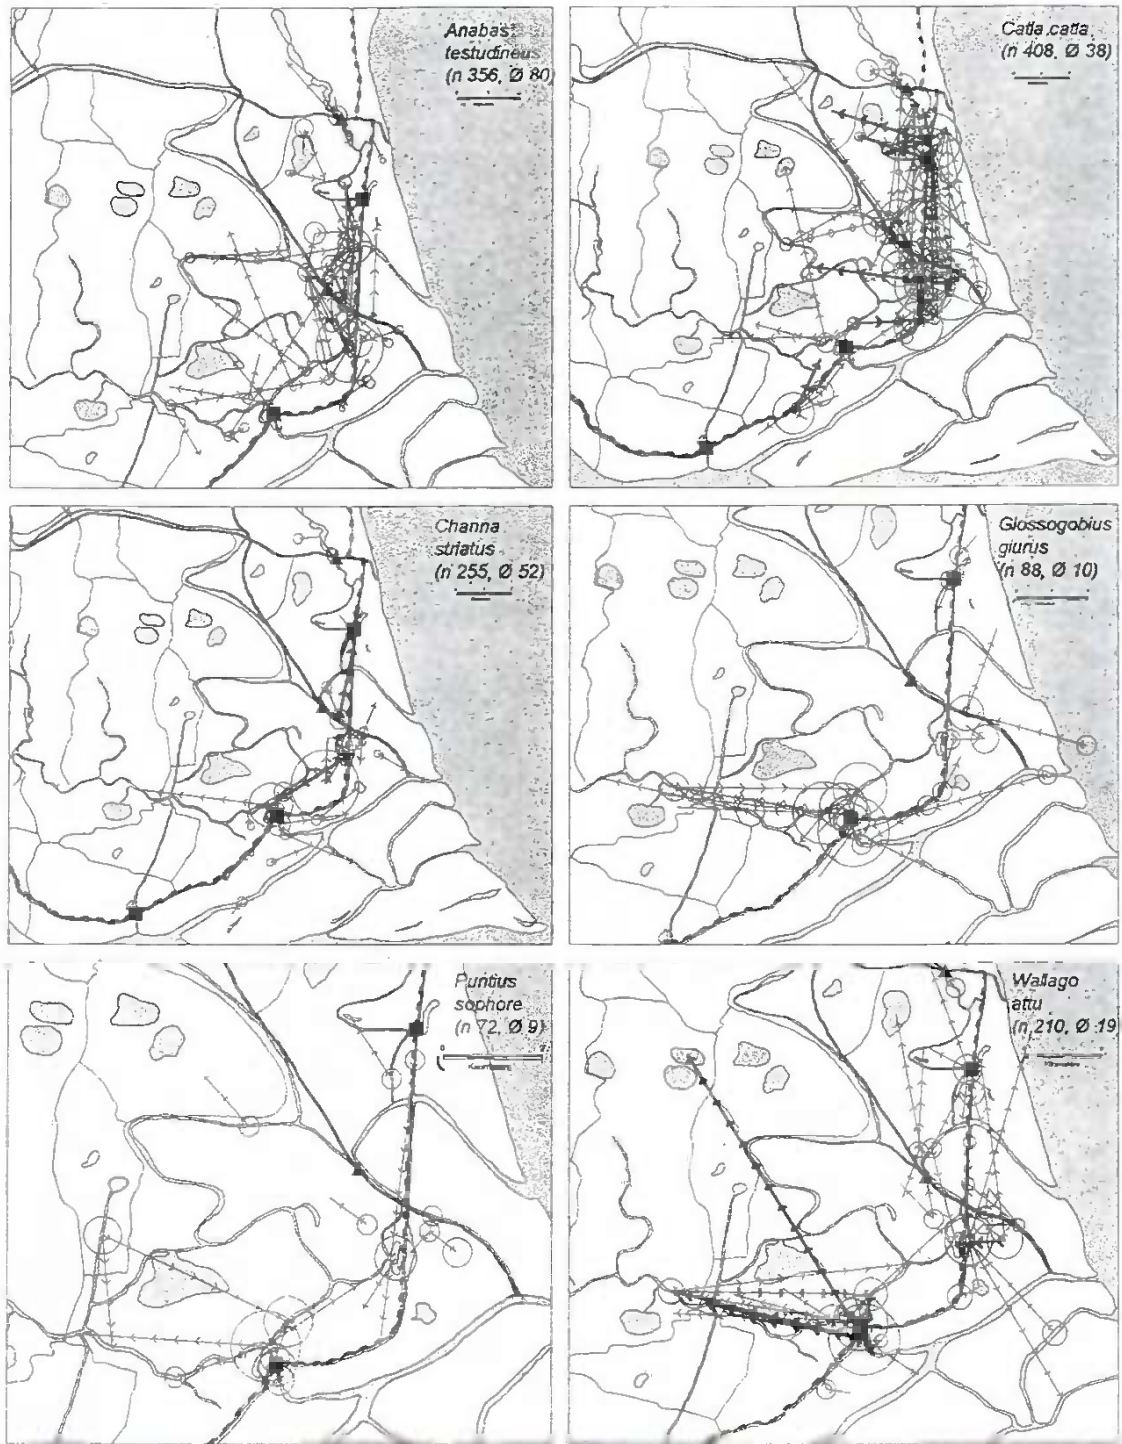 Anabas
testudineus
(n 356, Ø 80)
Catla catla
(n 408, Ø 38)
Channa
striatus
(n 255, Ø 52)
Glossogobius
giurus
(n 88, Ø 10)
Puntius
sophore
(n 72, Ø 9)
Wallago
attu
(n 210, Ø 19)